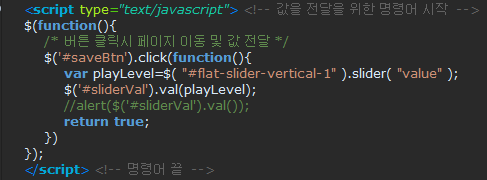 <script type="text/javascript"> <!-- 값을 전달을 위한 명령어 시작 -->
$(function(){
/* 버튼 클릭시 페이지 이동 및 값 전달 */
$('#saveBtn').click(function(){
var playLevel=$( "#flat-slider-vertical-1" ).slider( "value" );
$('#sliderVal').val(playLevel);
//alert($('#sliderVal').val());
return true;
})
});
</script> <!-- 명령어 끝 -->